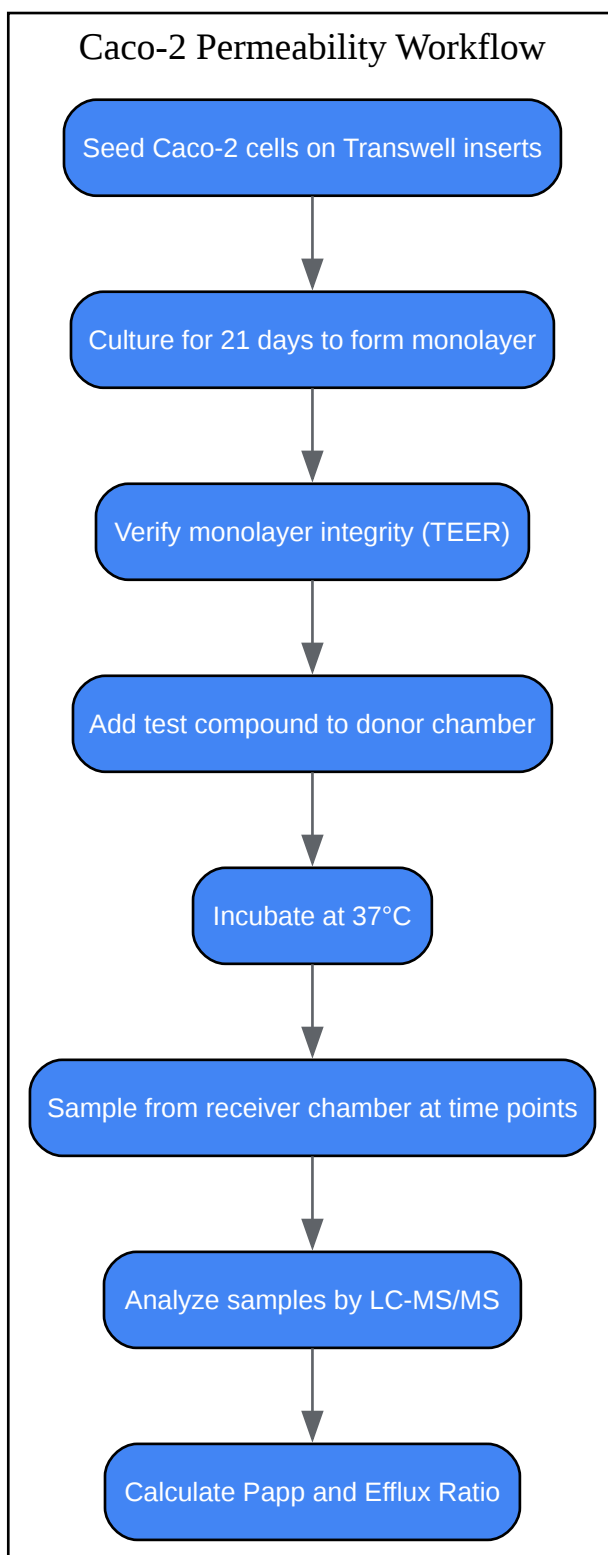 Caco-2 Permeability Workflow
Seed Caco-2 cells on Transwell inserts
Culture for 21 days to form monolayer
Verify monolayer integrity (TEER)
Add test compound to donor chamber
Incubate at 37°C
Sample from receiver chamber at time points
Analyze samples by LC-MS/MS
Calculate Papp and Efflux Ratio